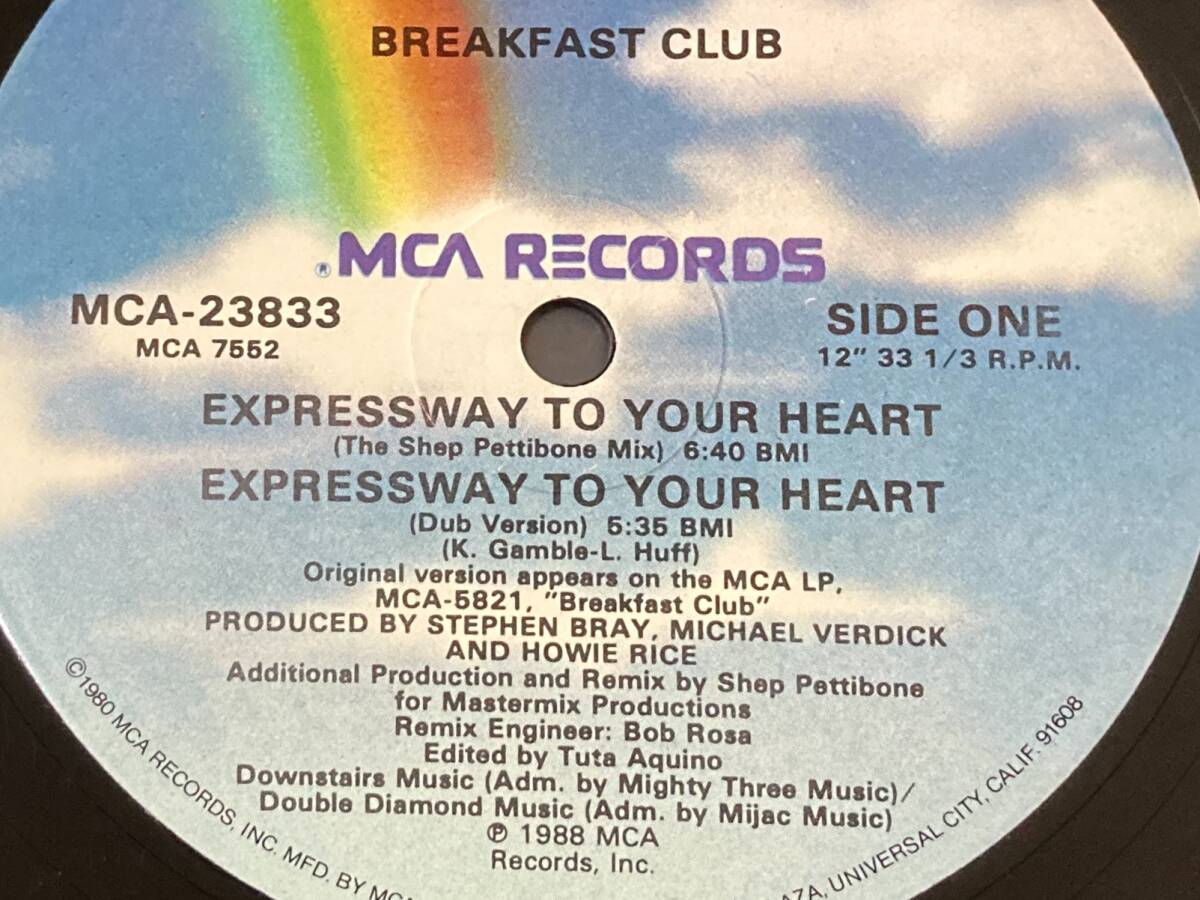 BREAKFAST CLUB
® MCA RECORDS
MCA-23833
MCA 7552
SIDE ONE
12" 33 1/3 R.P.M.
EXPRESSWAY TO YOUR HEART
(The Shep Pettibone Mix) 6:40 BMI
EXPRESSWAY TO YOUR HEART
(Dub Version) 5:35 BMI
(K. Gamble-L. Huff)
Original version appears on the MCA LP,
MCA-5821, "Breakfast Club"
PRODUCED BY STEPHEN BRAY, MICHAEL VERDICK
AND HOWIE RICE
Additional Production and Remix by Shep Pettibone
for Mastermix Productions
Remix Engineer: Bob Rosa
Edited by Tuta Aquino
Downstairs Music (Adm. by Mighty Three Music)/
Double Diamond Music (Adm. by Mijac Music)
℗ 1988 MCA
Records, Inc.
©1980 MCA RECORDS, INC. MFD. BY MCA
UNIVERSAL CITY, CALIF. 91608